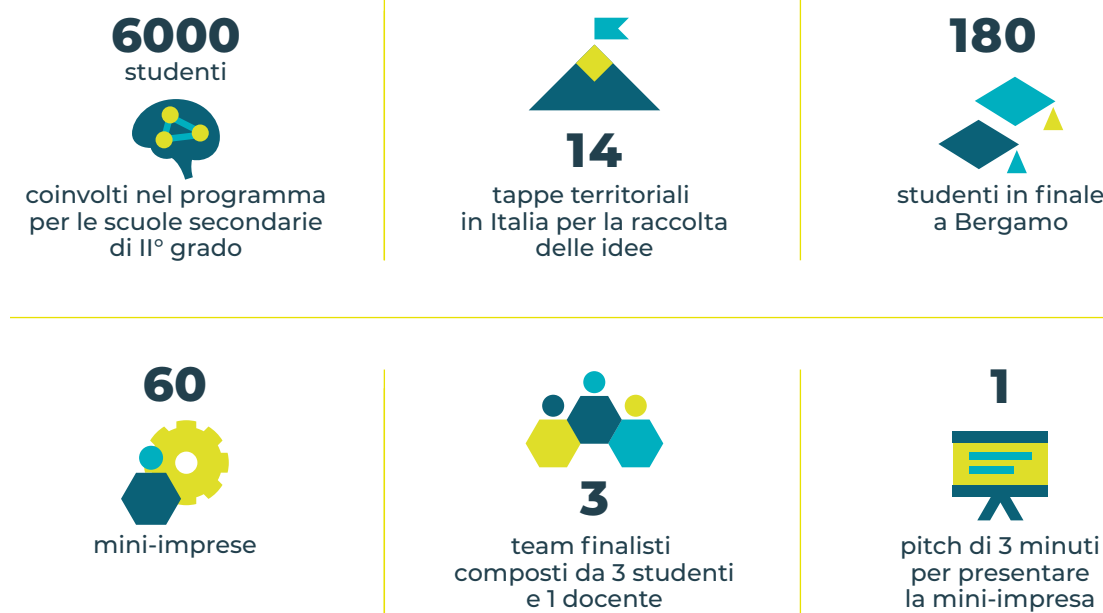 6000
studenti
coinvolti nel programma
per le scuole secondarie
di II° grado
14
tappe territoriali
in Italia per la raccolta
delle idee
180
studenti in finale
a Bergamo
60
mini-imprese
3
team finalisti
composti da 3 studenti
e 1 docente
1
pitch di 3 minuti
per presentare
la mini-impresa